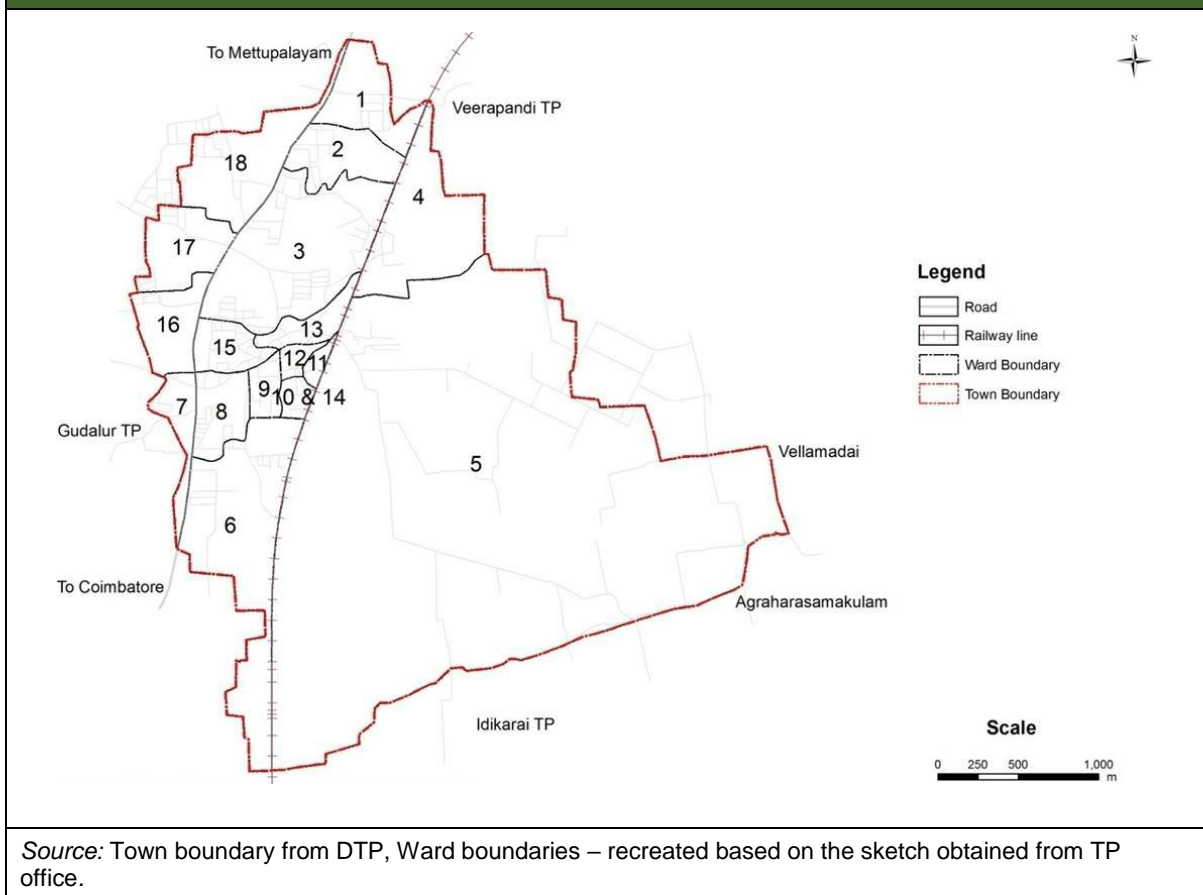 N
To Mettupalayam
Veerapandi TP
1
2
18
4
17
3
16
13
15
12
11
9
10 & 14
7
8
Gudalur TP
5
6
Vellamadai
To Coimbatore
Agraharasamakulam
Idikarai TP
Legend
Road
Railway line
Ward Boundary
Town Boundary
Scale
0 250 500 1,000
m
Source: Town boundary from DTP, Ward boundaries – recreated based on the sketch obtained from TP
office.